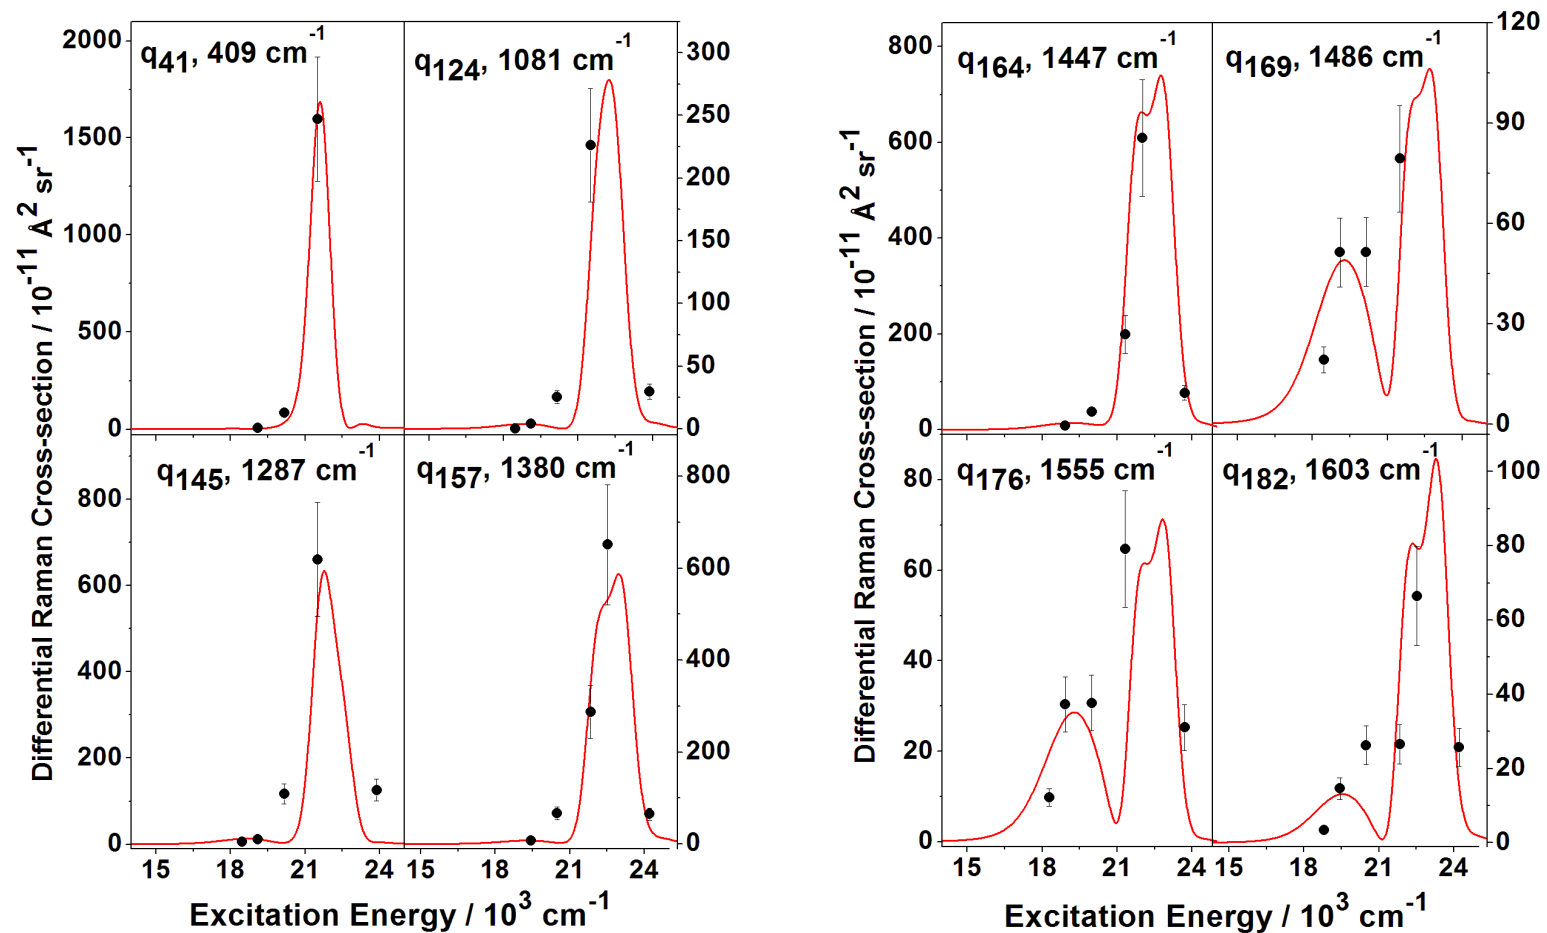 q41, 409 cm-1
q124, 1081 cm-1
2000
1500
1000
500
0
300
250
200
150
100
50
0
q145, 1287 cm-1
q157, 1380 cm-1
800
600
400
200
0
800
600
400
200
0
15 18 21 24
18 21 24
Differential Raman Cross-section / 10-11 Å2 sr-1
Excitation Energy / 103 cm-1
q164, 1447 cm-1
q169, 1486 cm-1
800
600
400
200
0
120
90
60
30
0
q176, 1555 cm-1
q182, 1603 cm-1
80
60
40
20
0
100
80
60
40
20
0
15 18 21 24
15 18 21 24
Differential Raman Cross-section / 10-11 Å2 sr-1
Excitation Energy / 103 cm-1